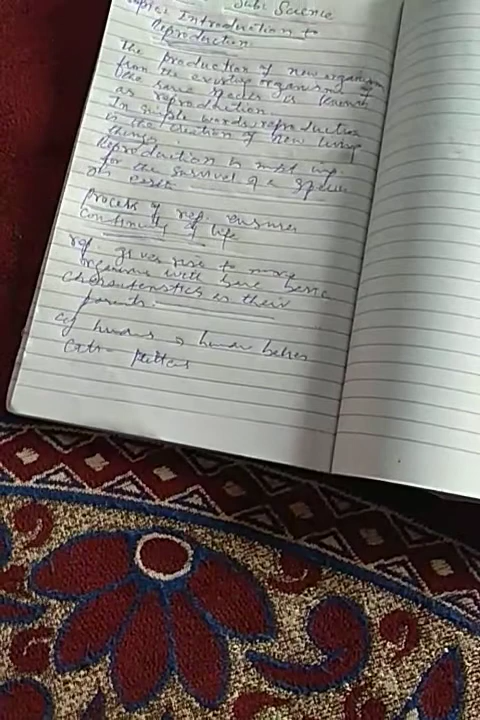 Sub: Science
Introduction to
Reproduction
The production of new organism
from the existing organisms of
the same species is known
as reproduction.
In simple words, reproduction
is the creation of new living
things.
Reproduction is most imp.
for the survival of a species
on earth
Process of rep. ensures
continuity of life
rep. gives rise to more
organisms with same basic
characteristics as their
parents.
eg humans → human babies
cats - kittens